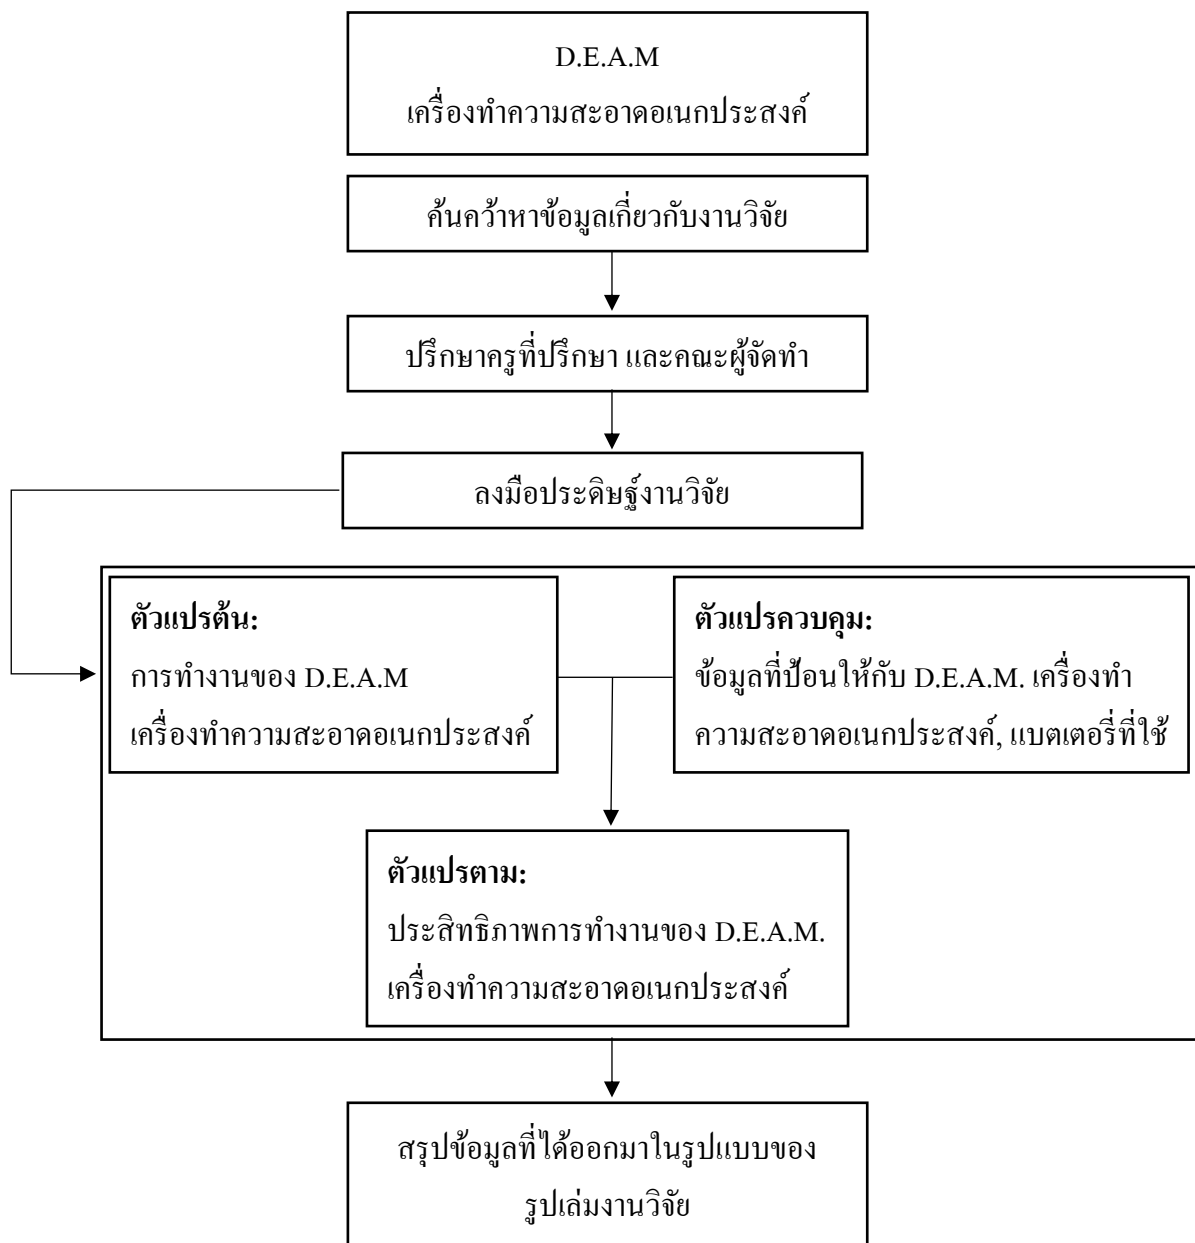 D.E.A.M
เครื่องทำความสะอาดอเนกประสงค์
ค้นคว้าหาข้อมูลเกี่ยวกับงานวิจัย
ปรึกษาครูที่ปรึกษา และคณะผู้จัดทำ
ลงมือประดิษฐ์งานวิจัย
ตัวแปรต้น:
การทำงานของ D.E.A.M
เครื่องทำความสะอาดอเนกประสงค์
ตัวแปรควบคุม:
ข้อมูลที่ป้อนให้กับ D.E.A.M. เครื่องทำ
ความสะอาดอเนกประสงค์, แบตเตอรี่ที่ใช้
ตัวแปรตาม:
ประสิทธิภาพการทำงานของ D.E.A.M.
เครื่องทำความสะอาดอเนกประสงค์
สรุปข้อมูลที่ได้ออกมาในรูปแบบของ
รูปเล่มงานวิจัย